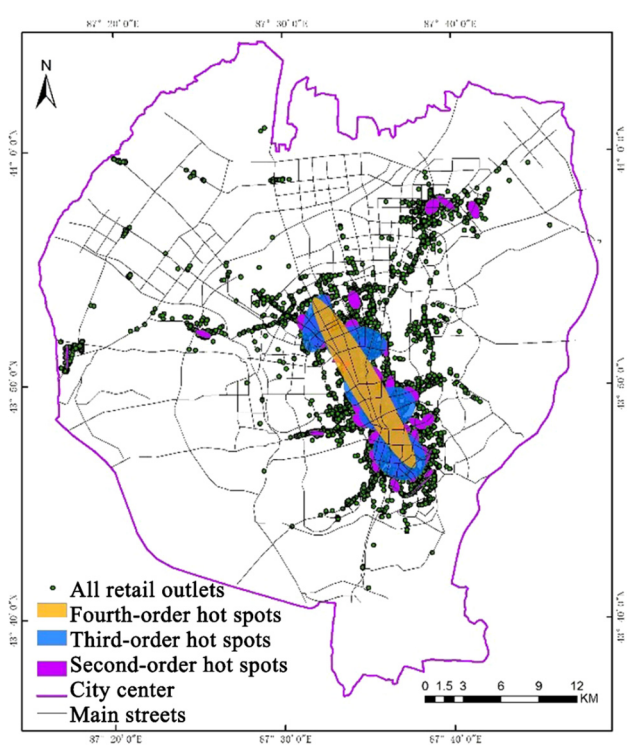 87° 20′0″E 87° 30′0″E 87° 40′0″E
N
44° 0′0″N 44° 0′0″N
43° 50′0″N 43° 50′0″N
43° 40′0″N 43° 40′0″N
All retail outlets
Fourth-order hot spots
Third-order hot spots
Second-order hot spots
City center
Main streets
0 1.5 3 6 9 12
KM
87° 20′0″E 87° 30′0″E 87° 40′0″E